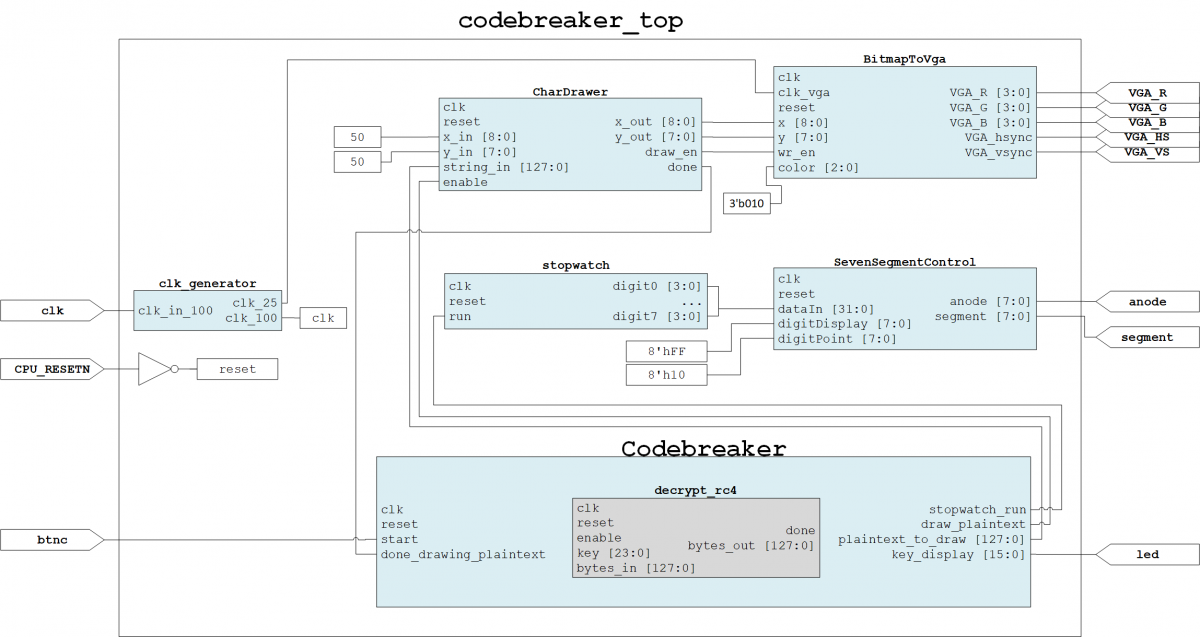 codebreaker_top
BitmapToVga
clk
clk_vga
reset
x [8:0]
y [7:0]
wr_en
color [2:0]
VGA_R [3:0]
VGA_G [3:0]
VGA_B [3:0]
VGA_hsync
VGA_vsync
VGA_R
VGA_G
VGA_B
VGA_HS
VGA_VS
CharDrawer
clk
reset
x_in [8:0]
y_in [7:0]
string_in [127:0]
enable
x_out [8:0]
y_out [7:0]
draw_en
done
50
50
3'b010
stopwatch
clk
reset
run
digit0 [3:0]
...
digit7 [3:0]
SevenSegmentControl
clk
reset
dataIn [31:0]
digitDisplay [7:0]
digitPoint [7:0]
anode [7:0]
segment [7:0]
anode
segment
8'hFF
8'h10
clk_generator
clk
clk_in_100
clk_25
clk_100
clk
CPU_RESETN
reset
Codebreaker
decrypt_rc4
clk
reset
start
done_drawing_plaintext
clk
reset
enable
key [23:0]
bytes_in [127:0]
done
bytes_out [127:0]
stopwatch_run
draw_plaintext
plaintext_to_draw [127:0]
key_display [15:0]
btnc
led